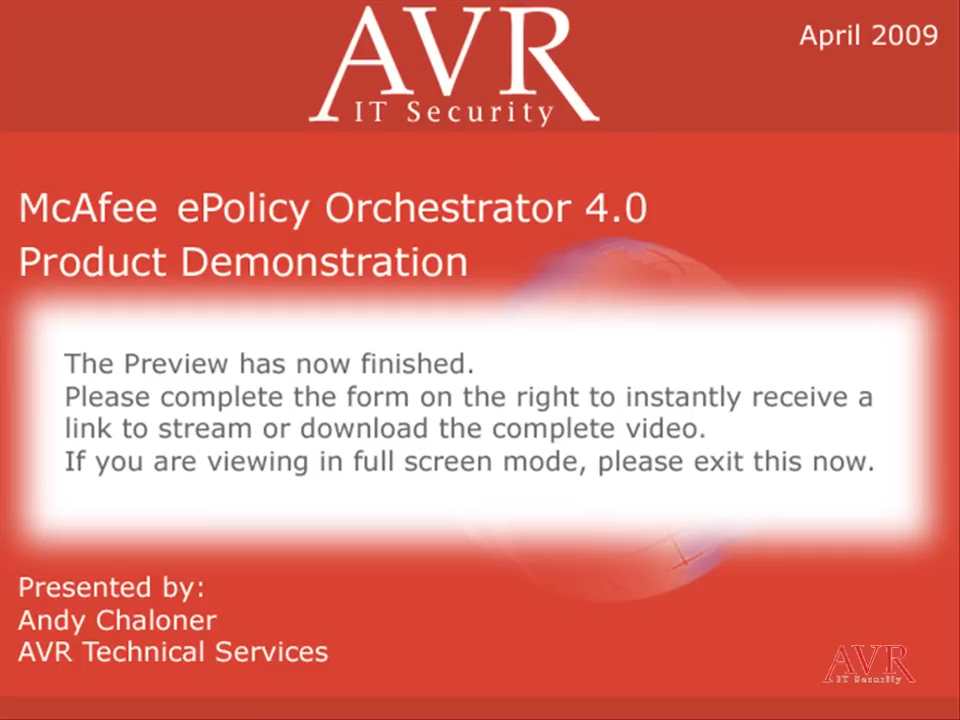 AVR
IT Security
April 2009
McAfee ePolicy Orchestrator 4.0
Product Demonstration
The Preview has now finished.
Please complete the form on the right to instantly receive a
link to stream or download the complete video.
If you are viewing in full screen mode, please exit this now.
Presented by:
Andy Chaloner
AVR Technical Services
AVR
IT Security